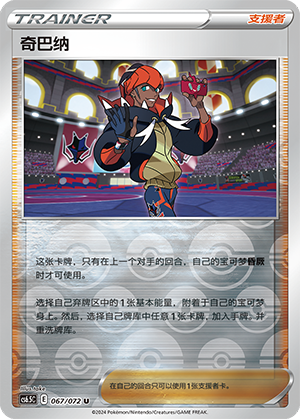 TRAINER 支援者
奇巴纳
这张卡牌,只有在上一个对手的回合,自己的宝可梦昏厥
时才可使用。
选择自己弃牌区中的1张基本能量,附着于自己的宝可梦
身上。然后,选择自己牌库中任意1张卡牌,加入手牌。并
重洗牌库。
cs6.5C E 067/072 U
在自己的回合只可以使用1张支援者卡。
©2024 Pokémon/Nintendo/Creatures/GAME FREAK.